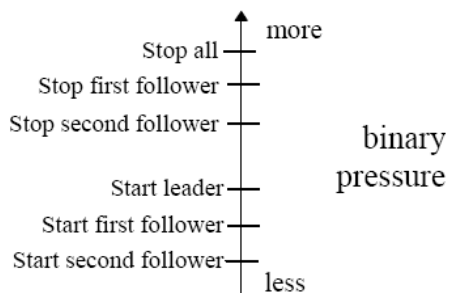 more
Stop all
Stop first follower
Stop second follower
binary
pressure
Start leader
Start first follower
Start second follower
less